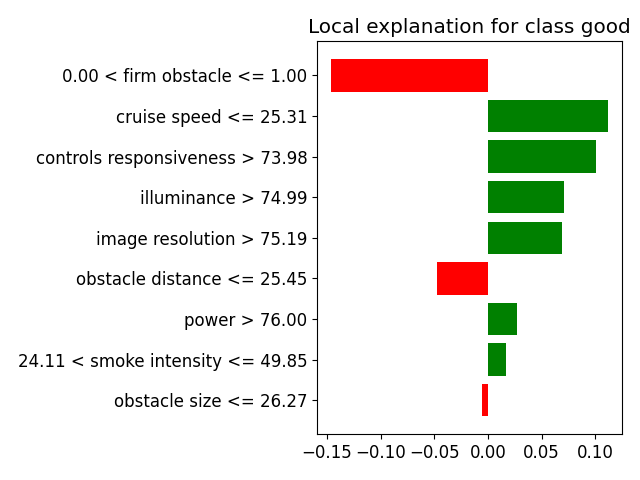 Local explanation for class good
0.00 < firm obstacle <= 1.00
cruise speed <= 25.31
controls responsiveness > 73.98
illuminance > 74.99
image resolution > 75.19
obstacle distance <= 25.45
power > 76.00
24.11 < smoke intensity <= 49.85
obstacle size <= 26.27
−0.15 −0.10 −0.05 0.00 0.05 0.10